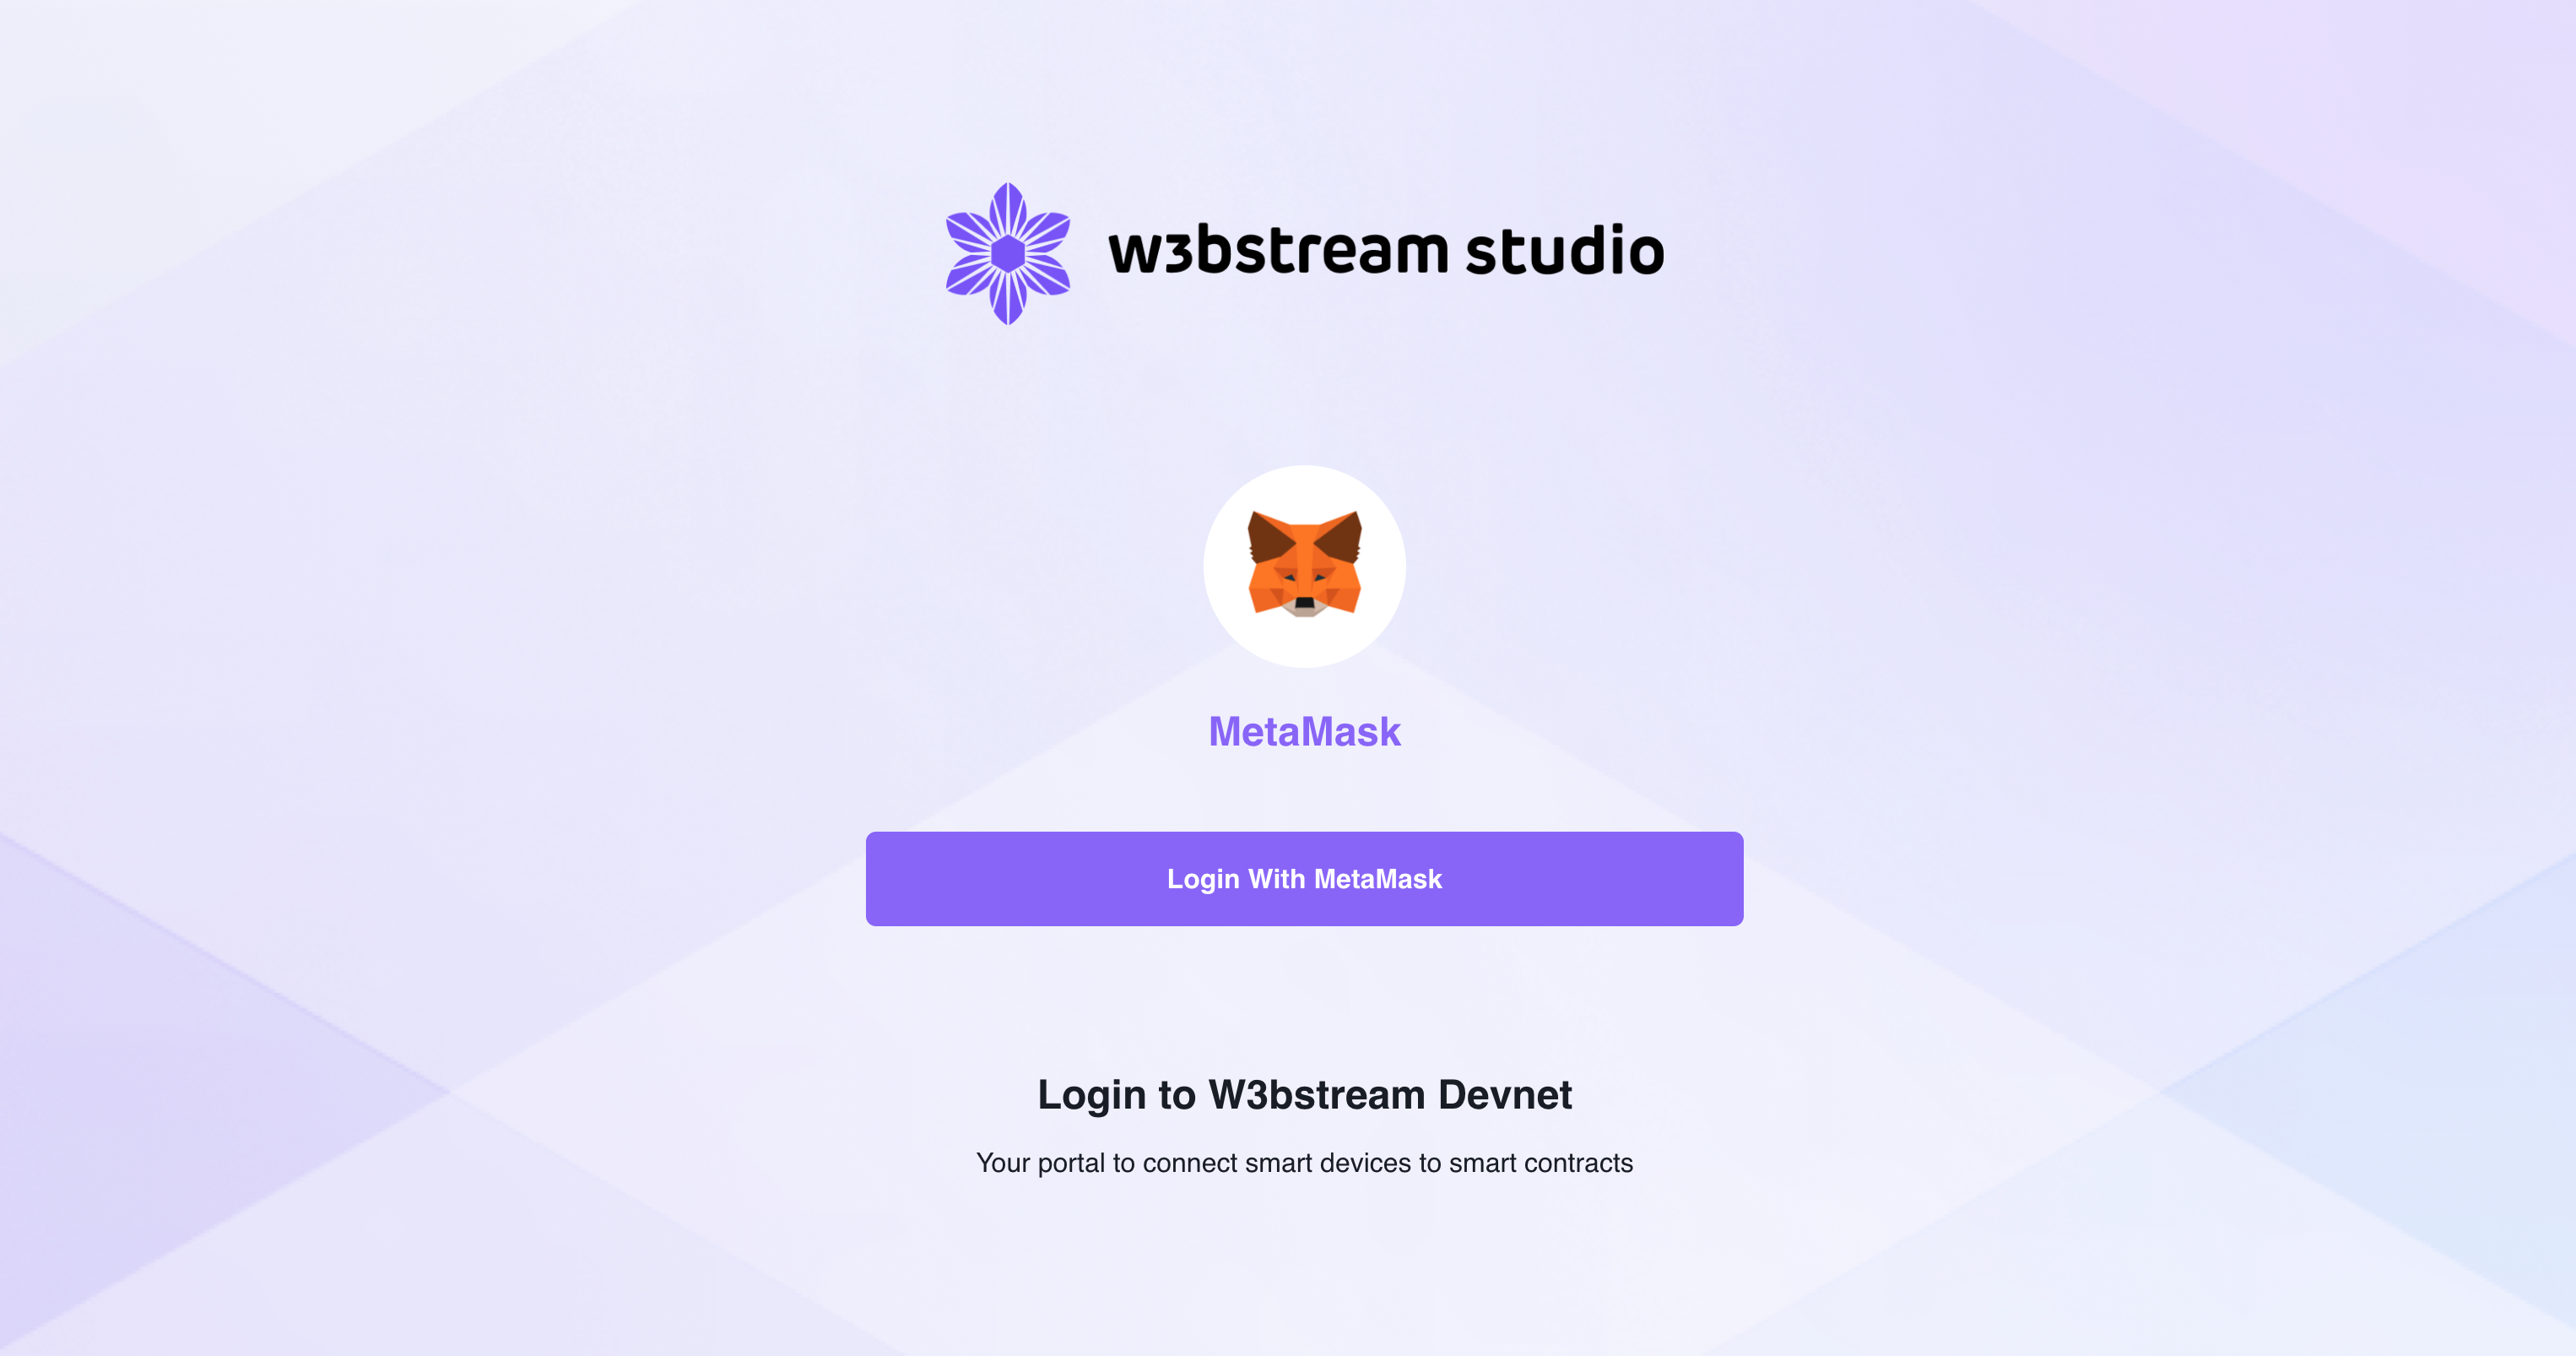 w3bstream studio
MetaMask
Login With MetaMask
Login to W3bstream Devnet
Your portal to connect smart devices to smart contracts